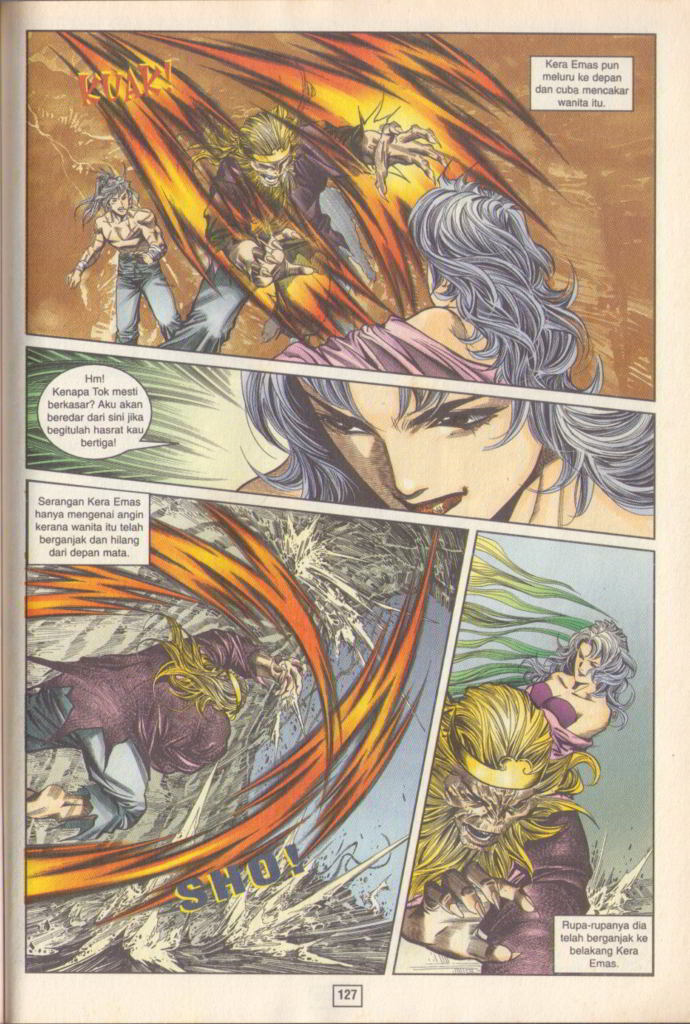 KUAK!
Kera Emas pun
meluru ke depan
dan cuba mencakar
wanita itu.
Hm!
Kenapa Tok mesti
berkasar? Aku akan
beredar dari sini jika
begitulah hasrat kau
bertiga!
Serangan Kera Emas
hanya mengenai angin
kerana wanita itu telah
berganjak dan hilang
dari depan mata.
SHO!
Rupa-rupanya dia
telah berganjak ke
belakang Kera
Emas.
127